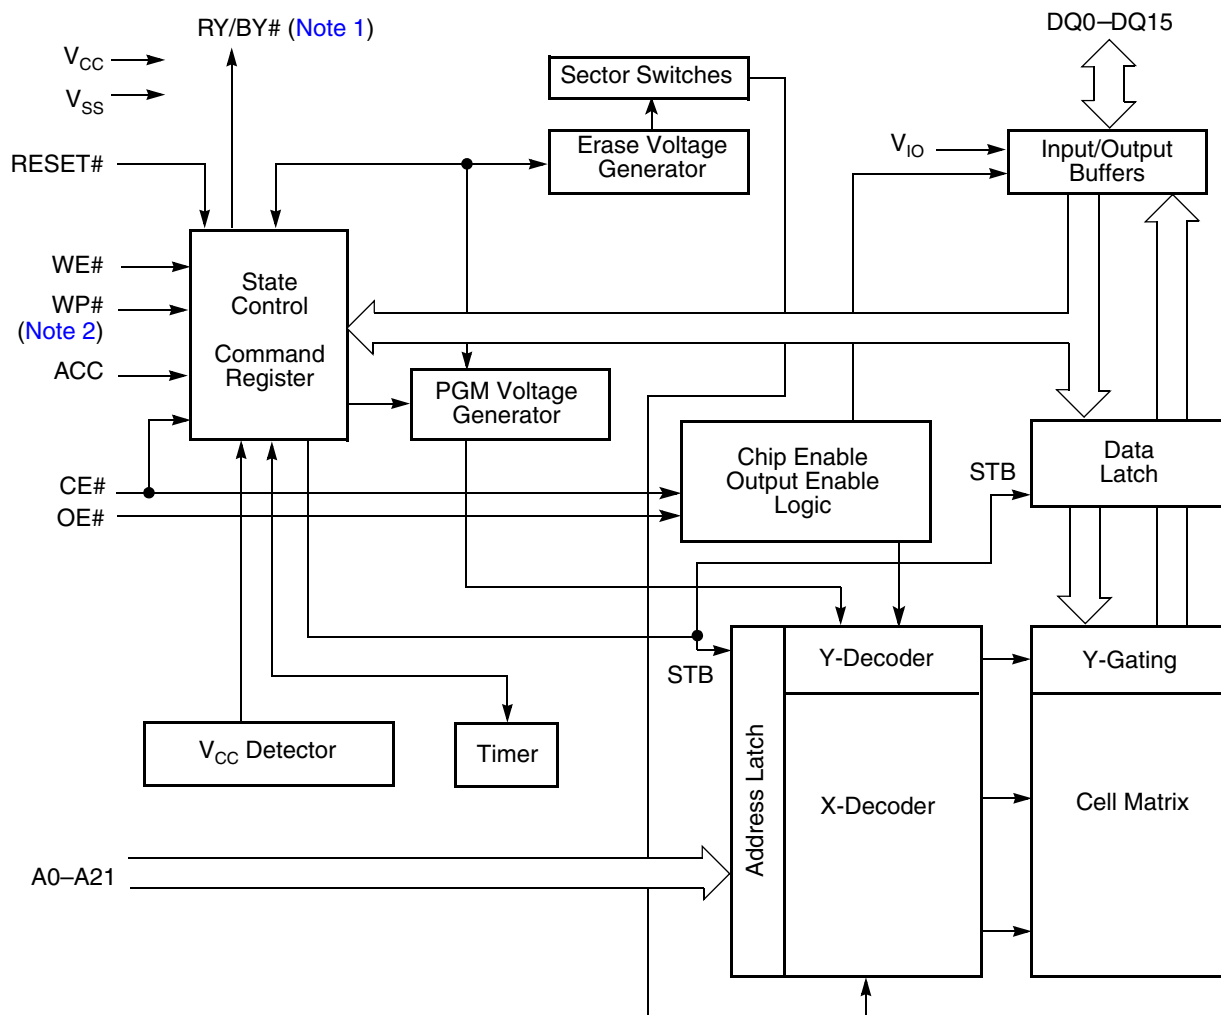 RY/BY# (Note 1)
DQ0–DQ15
VCC
VSS
Sector Switches
RESET#
Erase Voltage
Generator
VIO
Input/Output
Buffers
WE#
WP#
(Note 2)
ACC
State
Control
Command
Register
PGM Voltage
Generator
CE#
OE#
Chip Enable
Output Enable
Logic
STB
Data
Latch
STB
Y-Decoder
Y-Gating
VCC Detector
Timer
Address Latch
X-Decoder
Cell Matrix
A0–A21